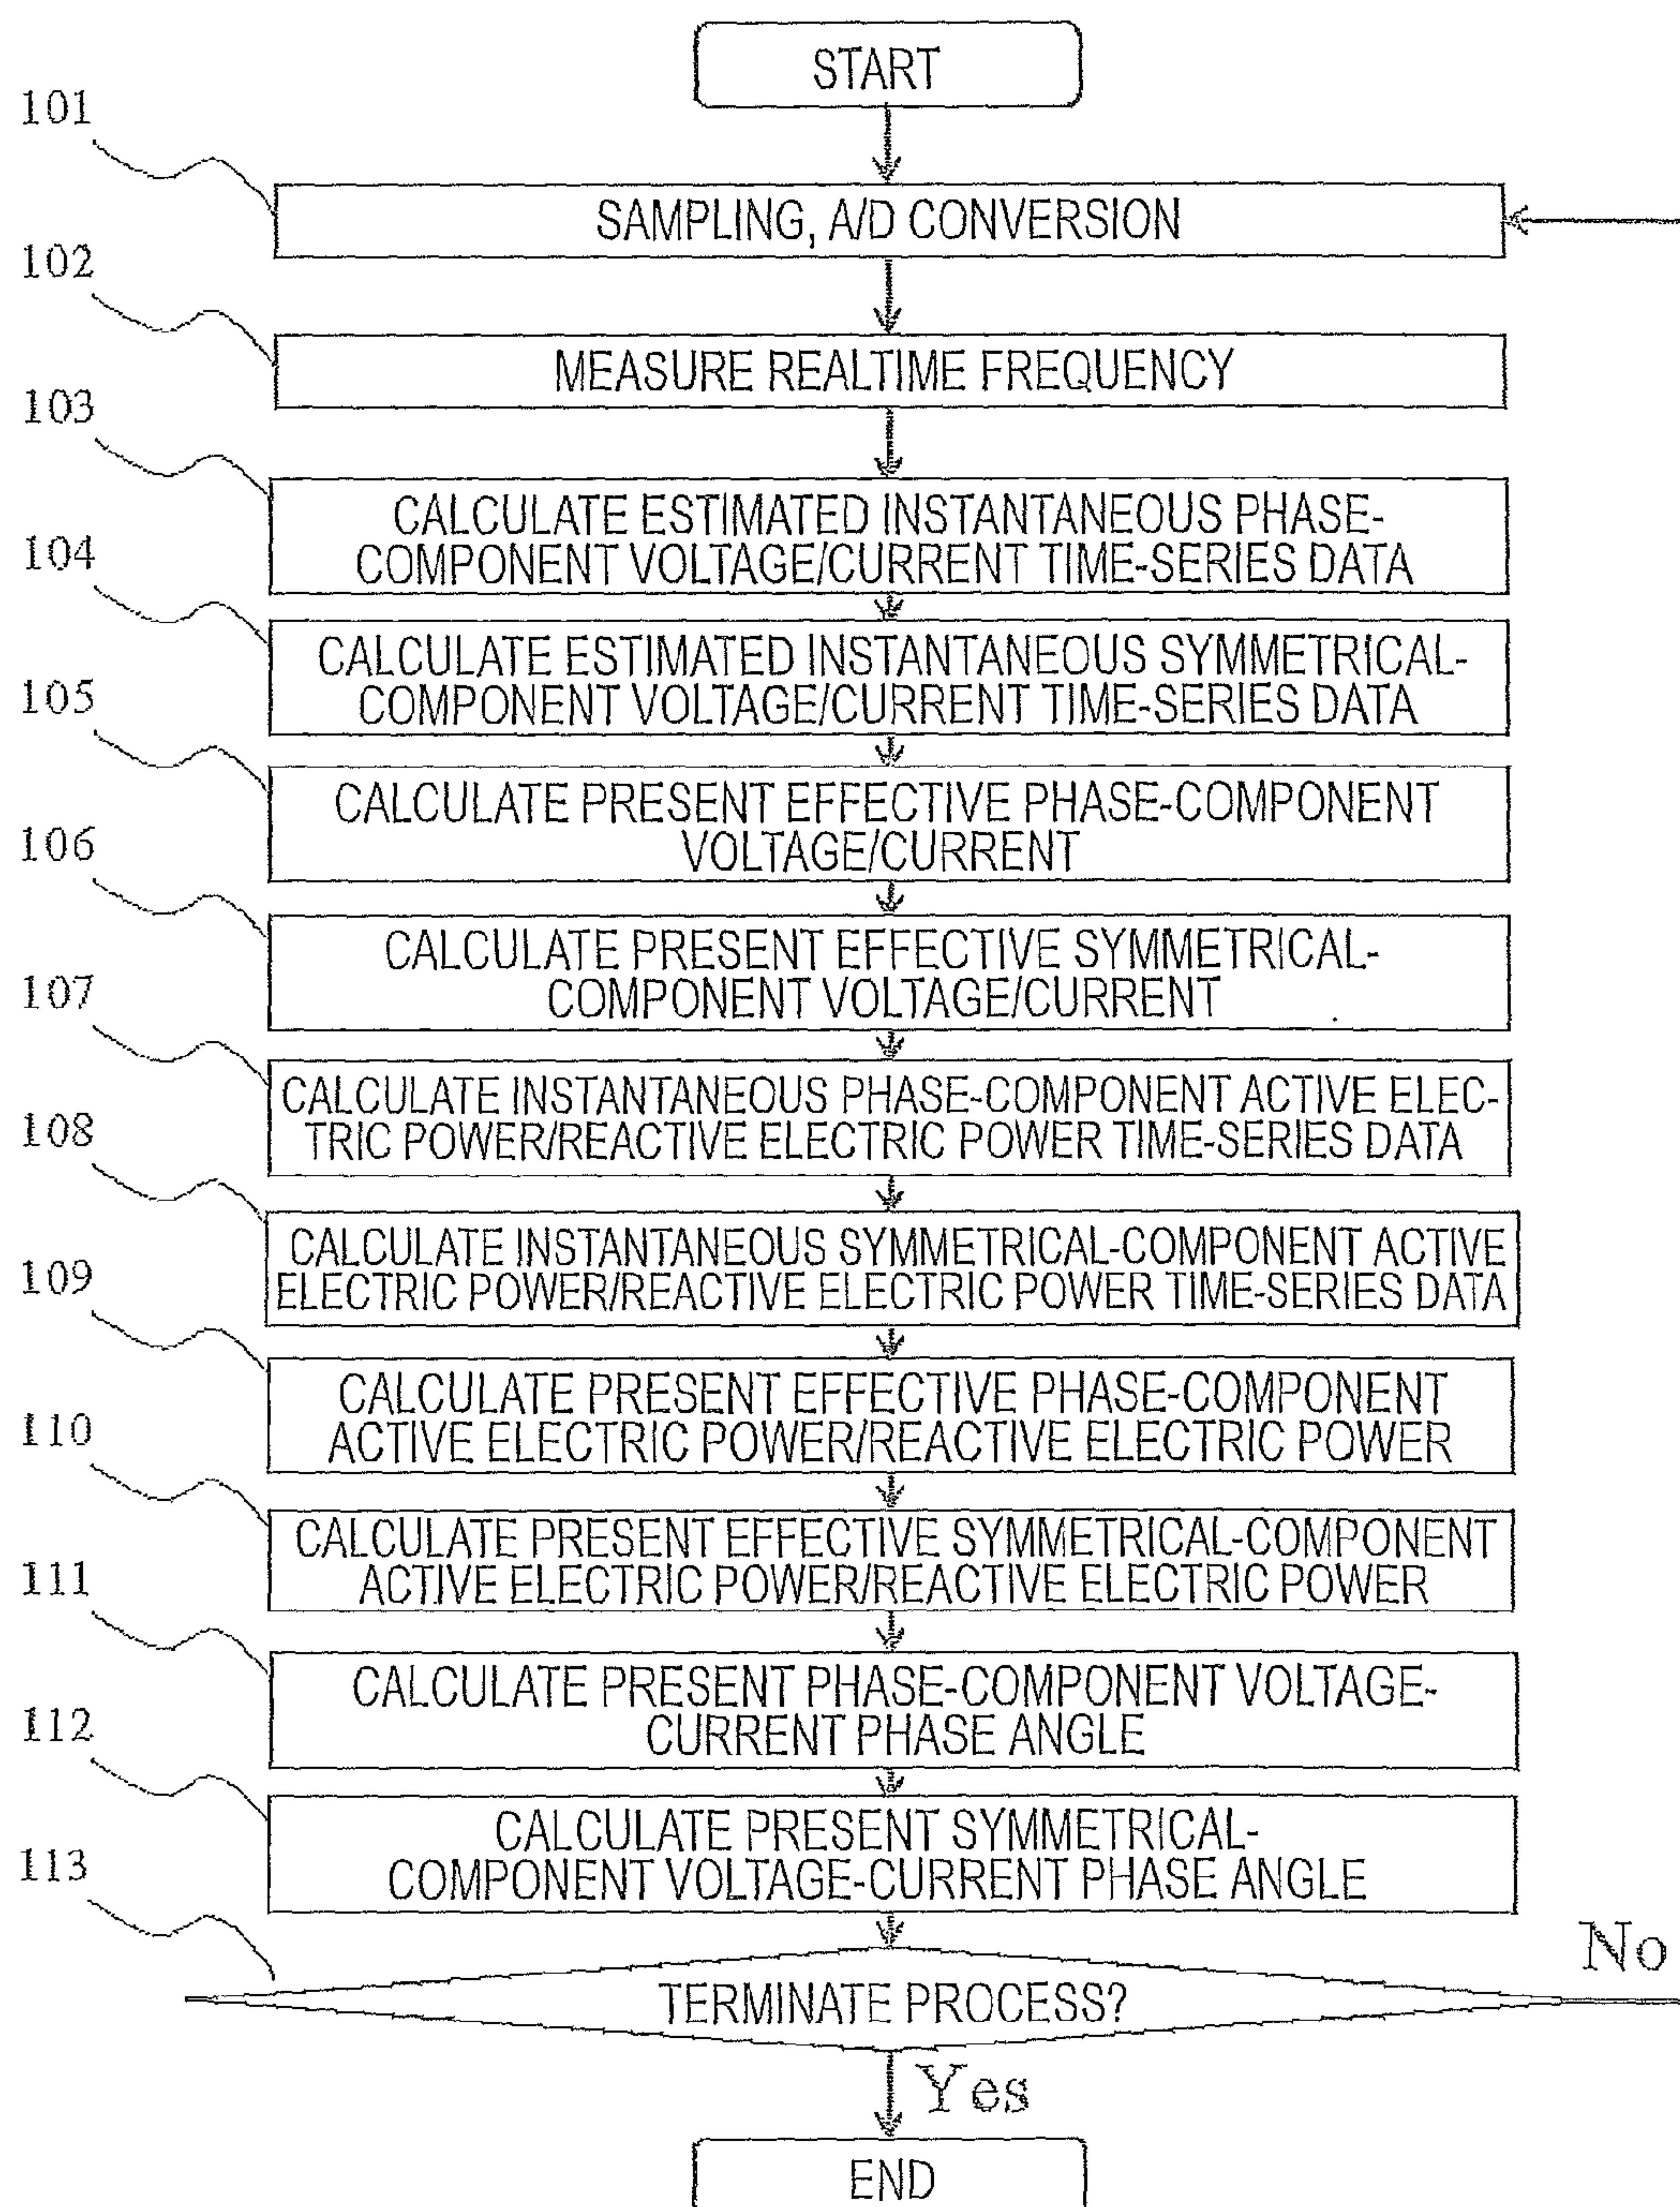 START
101
SAMPLING, A/D CONVERSION
102
MEASURE REALTIME FREQUENCY
103
CALCULATE ESTIMATED INSTANTANEOUS PHASE-
COMPONENT VOLTAGE/CURRENT TIME-SERIES DATA
104
CALCULATE ESTIMATED INSTANTANEOUS SYMMETRICAL-
COMPONENT VOLTAGE/CURRENT TIME-SERIES DATA
105
CALCULATE PRESENT EFFECTIVE PHASE-COMPONENT
VOLTAGE/CURRENT
106
CALCULATE PRESENT EFFECTIVE SYMMETRICAL-
COMPONENT VOLTAGE/CURRENT
107
CALCULATE INSTANTANEOUS PHASE-COMPONENT ACTIVE ELEC-
TRIC POWER/REACTIVE ELECTRIC POWER TIME-SERIES DATA
108
CALCULATE INSTANTANEOUS SYMMETRICAL-COMPONENT ACTIVE
ELECTRIC POWER/REACTIVE ELECTRIC POWER TIME-SERIES DATA
109
CALCULATE PRESENT EFFECTIVE PHASE-COMPONENT
ACTIVE ELECTRIC POWER/REACTIVE ELECTRIC POWER
110
CALCULATE PRESENT EFFECTIVE SYMMETRICAL-COMPONENT
ACTIVE ELECTRIC POWER/REACTIVE ELECTRIC POWER
111
CALCULATE PRESENT PHASE-COMPONENT VOLTAGE-
CURRENT PHASE ANGLE
112
CALCULATE PRESENT SYMMETRICAL-
COMPONENT VOLTAGE-CURRENT PHASE ANGLE
113
TERMINATE PROCESS?
No
Yes
END